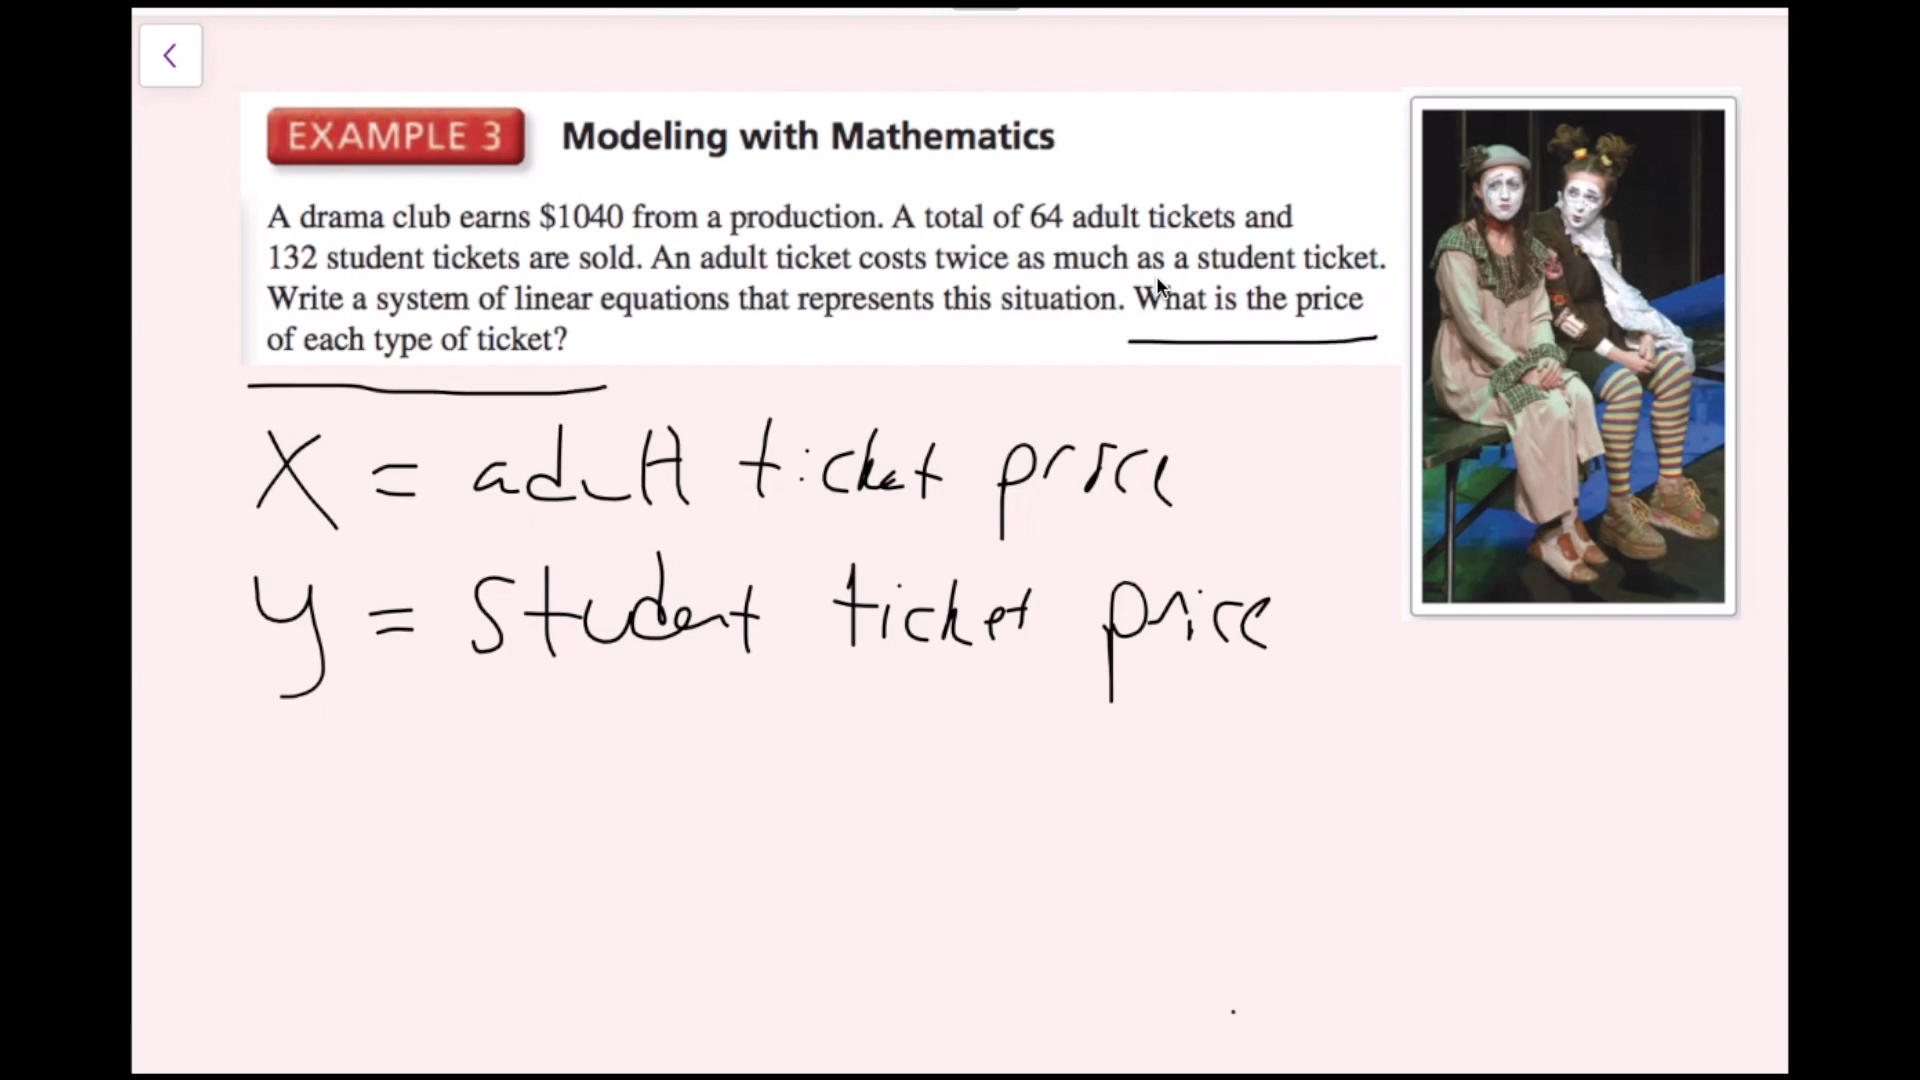 EXAMPLE 3 Modeling with Mathematics
A drama club earns $1040 from a production. A total of 64 adult tickets and
132 student tickets are sold. An adult ticket costs twice as much as a student ticket.
Write a system of linear equations that represents this situation. What is the price
of each type of ticket?
X = adult ticket price
y = student ticket price